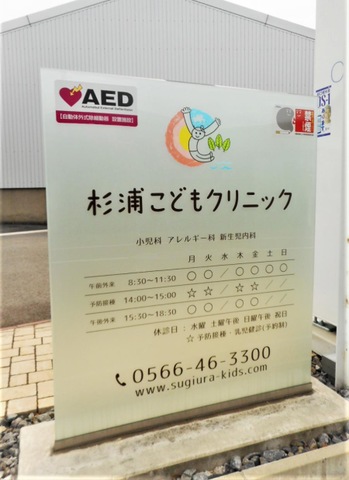 AED
Automated External Defibrillator
【自動体外式除細動器 設置施設】
禁煙
杉浦こどもクリニック
小児科 アレルギー科 新生児内科
月 火 水 木 金 土 日
午前外来 8:30〜11:30 ○ ○ ／ ○ ○ ○ ○
予防接種 14:00〜15:00 ☆ ☆ ／ ☆ ☆ ／ ／
午後外来 15:30〜18:30 ○ ○ ／ ○ ○ ／ ／
休診日：水曜 土曜午後 日曜午後 祝日
☆予防接種・乳児健診(予約制)
0566-46-3300
www.sugiura-kids.com